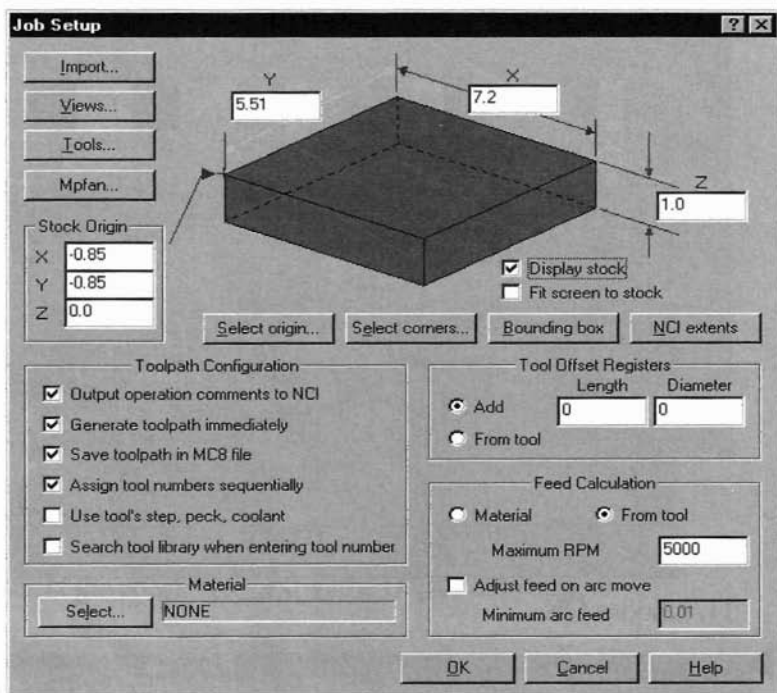 Job Setup
Import...
Views...
Tools...
Mpfan...
Y
5.51
X
7.2
Z
1.0
Stock Origin
X -0.85
Y -0.85
Z 0.0
Display stock
Fit screen to stock
Select origin...
Select corners...
Bounding box
NCI extents
Toolpath Configuration
Output operation comments to NCI
Generate toolpath immediately
Save toolpath in MC8 file
Assign tool numbers sequentially
Use tool's step, peck, coolant
Search tool library when entering tool number
Material
Select... NONE
Tool Offset Registers
Length Diameter
Add 0 0
From tool
Feed Calculation
Material From tool
Maximum RPM 5000
Adjust feed on arc move
Minimum arc feed 0.01
OK Cancel Help